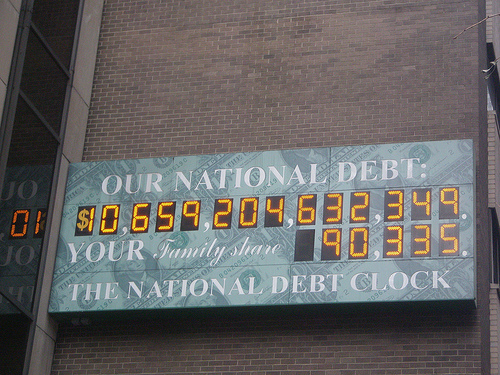 OUR NATIONAL DEBT:
$10,659,204,632,349.
YOUR Family share 90,335.
THE NATIONAL DEBT CLOCK